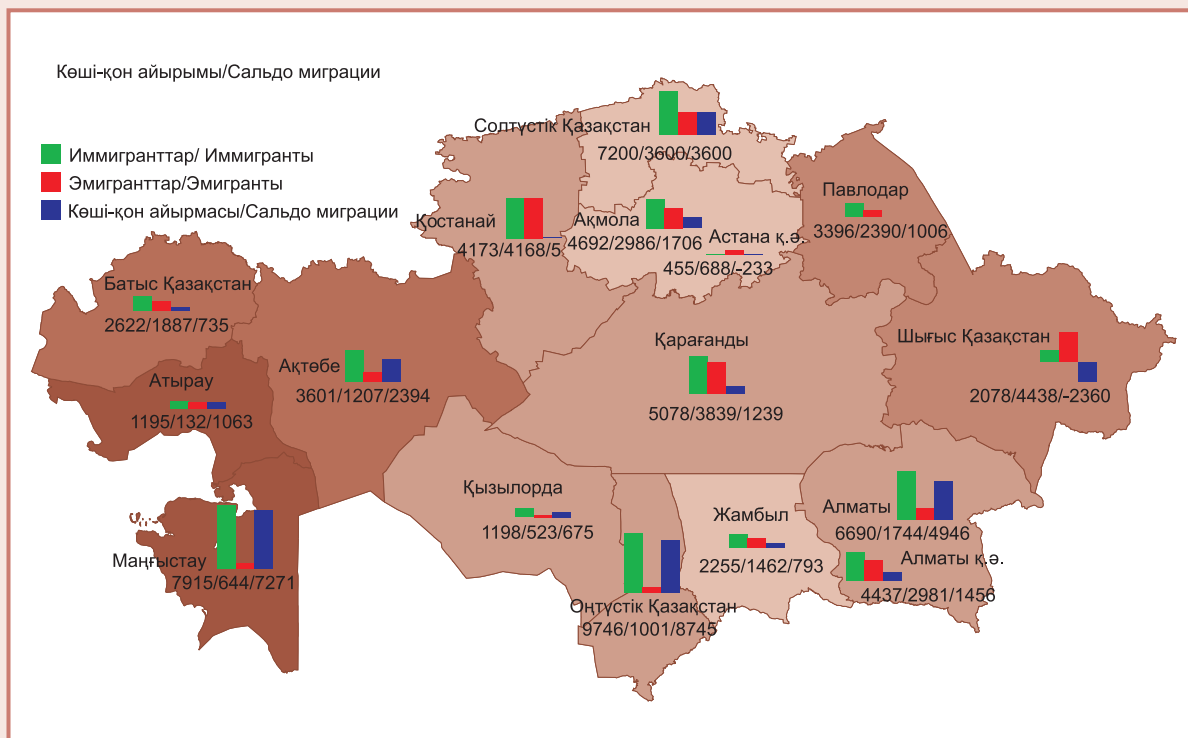 Көші-қон айырымы/Сальдо миграции
Иммигранттар/ Иммигранты
Эмигранттар/Эмигранты
Көші-қон айырмасы/Сальдо миграции
Солтүстік Қазақстан
7200/3600/3600
Қостанай
4173/4168/5
Ақмола
4692/2986/1706
Астана қ.ә.
455/688/-233
Павлодар
3396/2390/1006
Батыс Қазақстан
2622/1887/735
Ақтөбе
3601/1207/2394
Атырау
1195/132/1063
Қарағанды
5078/3839/1239
Шығыс Қазақстан
2078/4438/-2360
Маңғыстау
7915/644/7271
Қызылорда
1198/523/675
Оңтүстік Қазақстан
9746/1001/8745
Жамбыл
2255/1462/793
Алматы
6690/1744/4946
Алматы қ.ә.
4437/2981/1456